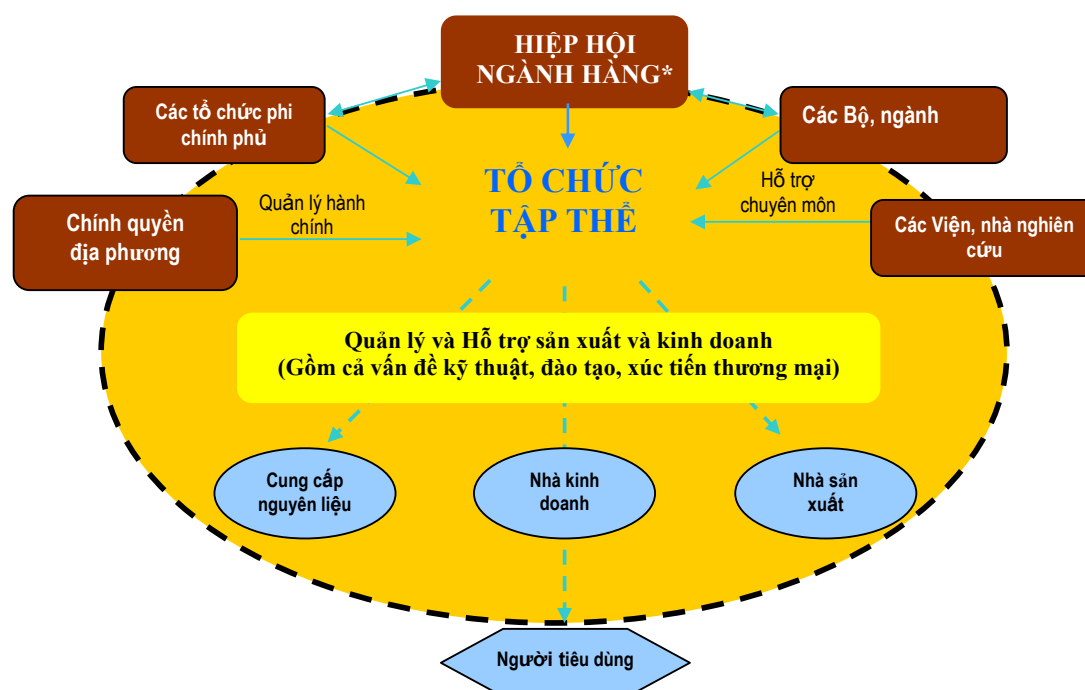 HIỆP HỘI
NGÀNH HÀNG*
Các tổ chức phi
chính phủ
Các Bộ, ngành
TỔ CHỨC
TẬP THỂ
Hỗ trợ
chuyên môn
Quản lý hành
chính
Chính quyền
địa phương
Các Viện, nhà nghiên
cứu
Quản lý và Hỗ trợ sản xuất và kinh doanh
(Gồm cả vấn đề kỹ thuật, đào tạo, xúc tiến thương mại)
Cung cấp
nguyên liệu
Nhà kinh
doanh
Nhà sản
xuất
Người tiêu dùng